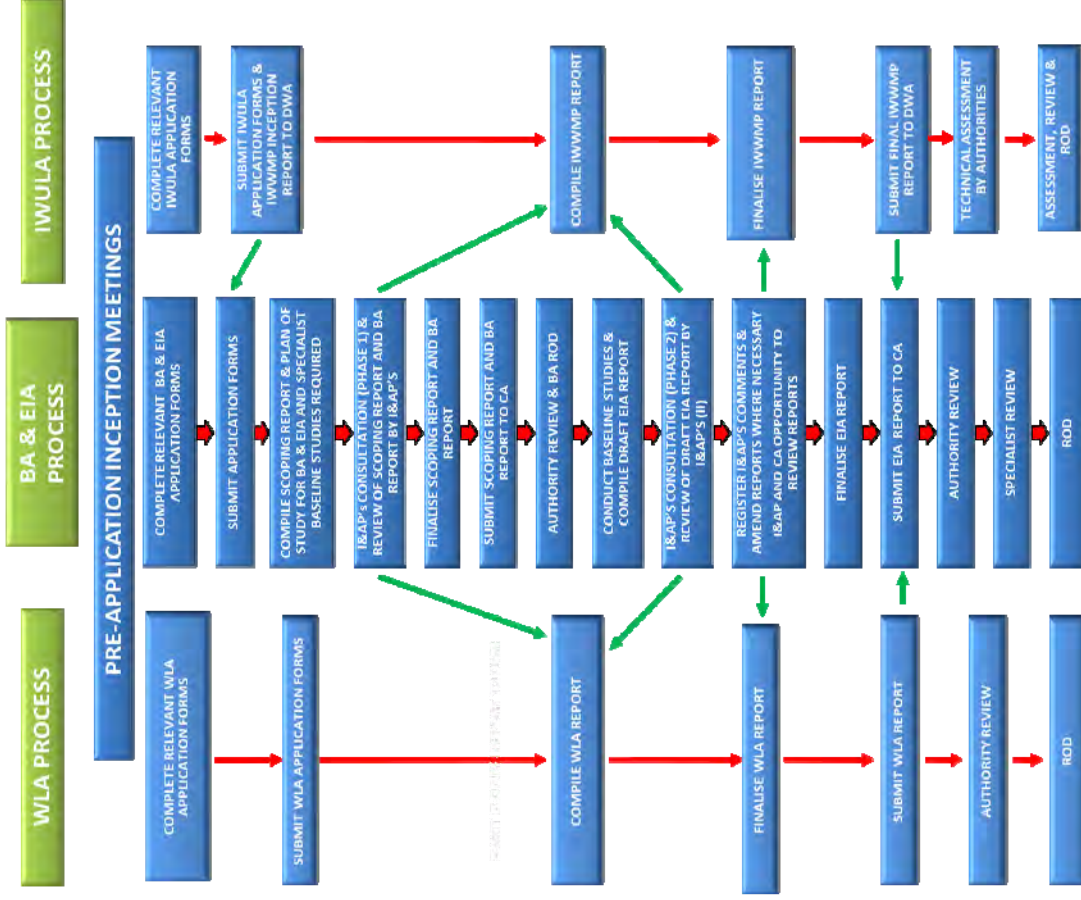 WLA PROCESS
BA & EIA
PROCESS
IWULA PROCESS
PRE-APPLICATION INCEPTION MEETINGS
COMPLETE RELEVANT WLA
APPLICATION FORMS
SUBMIT WLA APPLICATION FORMS
COMPILE WLA REPORT
FINALISE WLA REPORT
SUBMIT WLA REPORT
AUTHORITY REVIEW
ROD
COMPLETE RELEVANT BA & EIA
APPLICATION FORMS
SUBMIT APPLICATION FORMS
COMPILE SCOPING REPORT & PLAN OF
STUDY FOR BA & EIA AND SPECIALIST
BASELINE STUDIES REQUIRED
I&AP's CONSULTATION (PHASE 1) &
REVIEW OF SCOPING REPORT AND BA
REPORT BY I&AP'S
FINALISE SCOPING REPORT AND BA
REPORT
SUBMIT SCOPING REPORT AND BA
REPORT TO CA
AUTHORITY REVIEW & BA ROD
CONDUCT BASELINE STUDIES &
COMPILE DRAFT EIA REPORT
I&AP'S CONSULTATION (PHASE 2) &
REVIEW OF DRAFT EIA REPORT BY
I&AP'S (II)
REGISTER I&AP'S COMMENTS &
AMEND REPORTS WHERE NECESSARY
I&AP AND CA OPPORTUNITY TO
REVIEW REPORTS
FINALISE EIA REPORT
SUBMIT EIA REPORT TO CA
AUTHORITY REVIEW
SPECIALIST REVIEW
ROD
COMPLETE RELEVANT
IWULA APPLICATION
FORMS
SUBMIT IWULA
APPLICATION FORMS &
IWWMP INCEPTION
REPORT TO DWA
COMPILE IWWMP REPORT
FINALISE IWWMP REPORT
SUBMIT FINAL IWWMP
REPORT TO DWA
TECHNICAL ASSESSMENT
BY AUTHORITIES
ASSESSMENT, REVIEW &
ROD